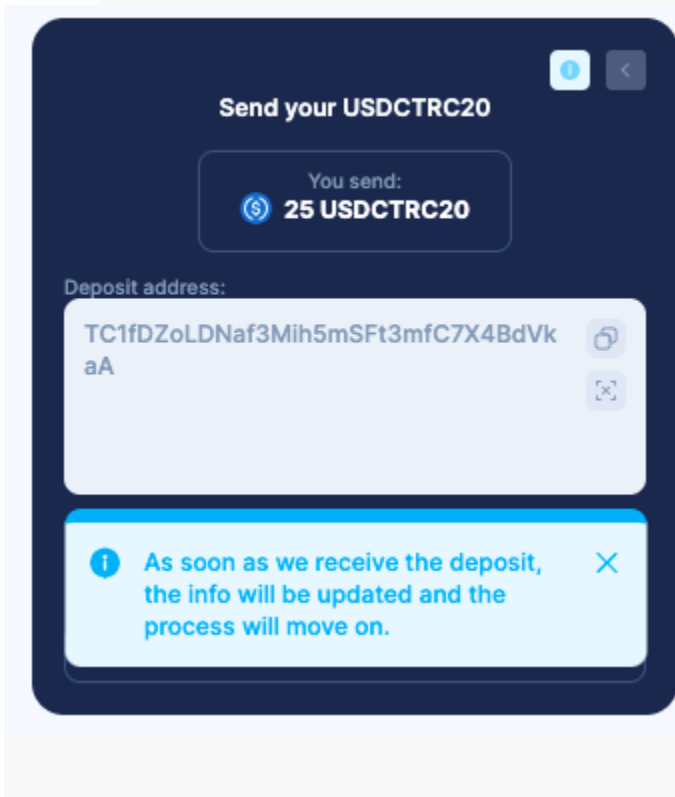 Send your USDCTRC20
You send:
25 USDCTRC20
Deposit address:
TC1fDZoLDNaf3Mih5mSFt3mfC7X4BdVk
aA
As soon as we receive the deposit,
the info will be updated and the
process will move on.